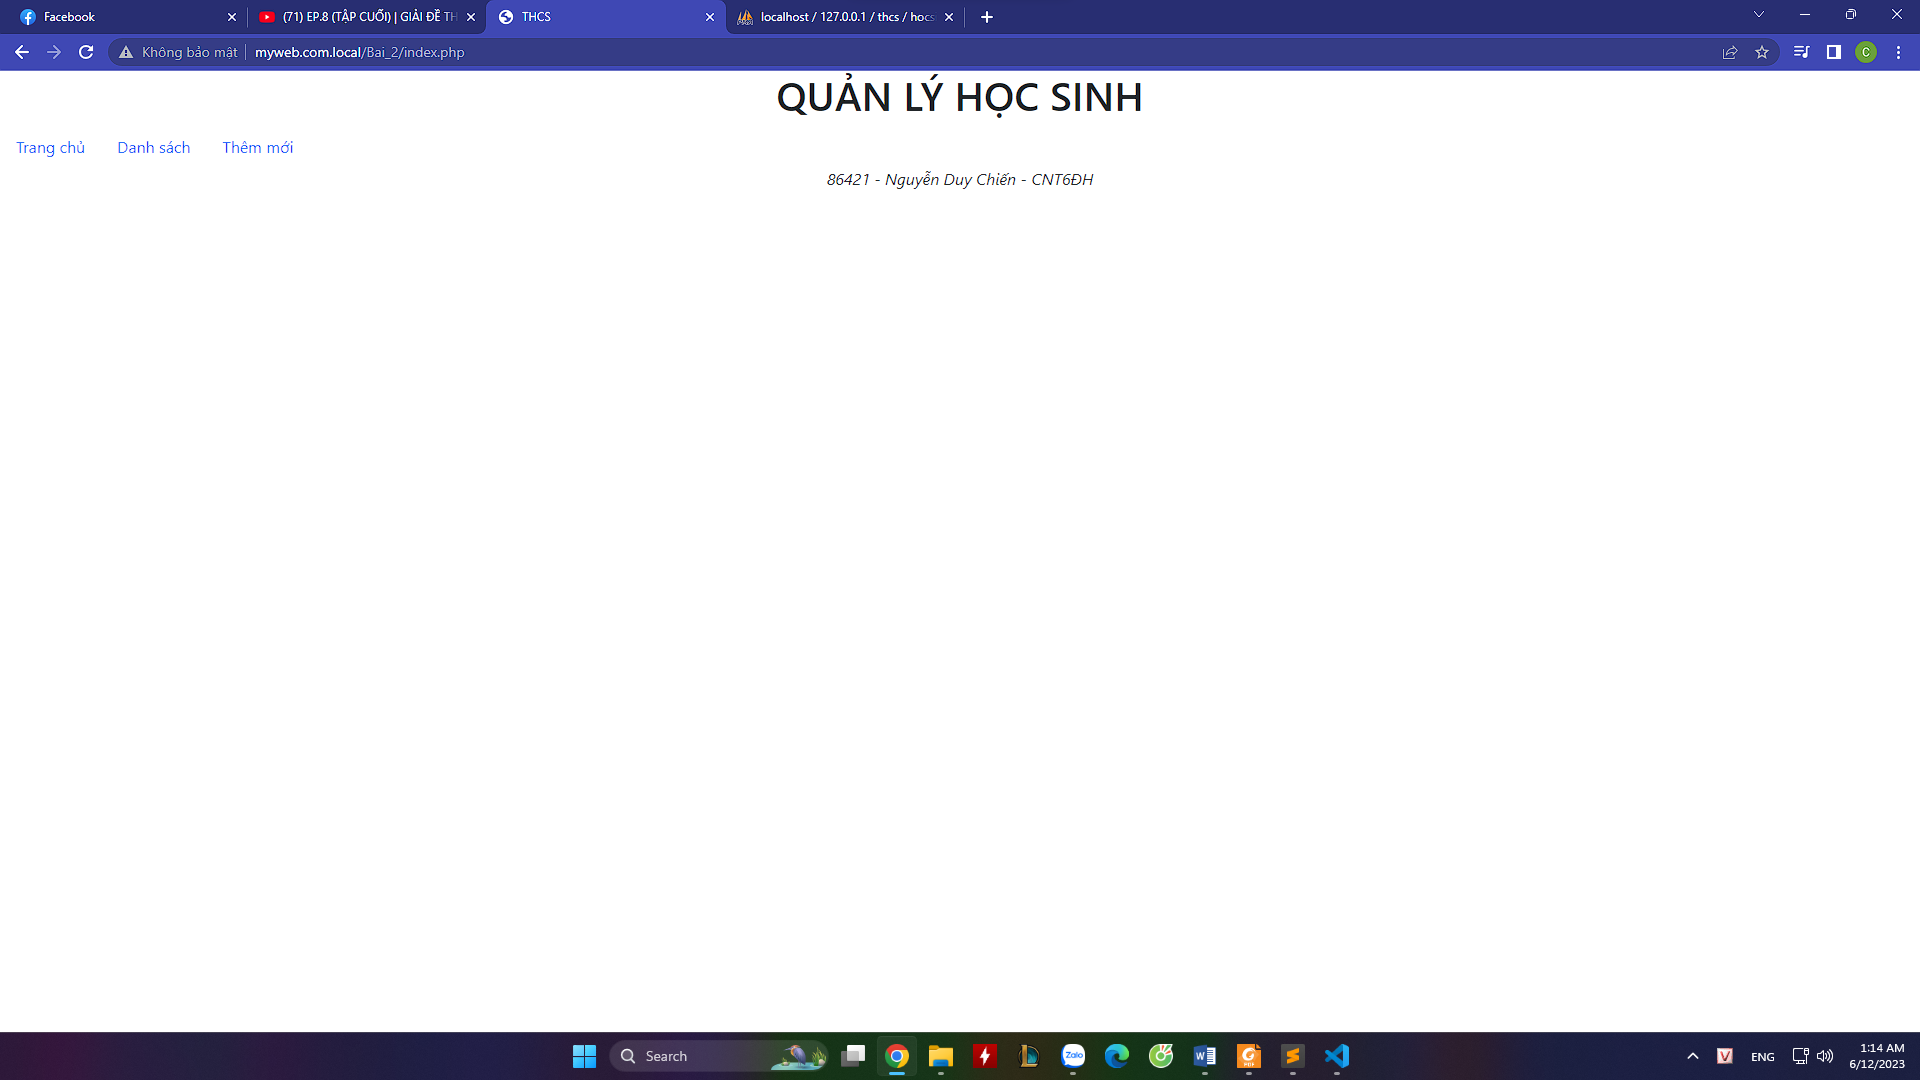 Facebook
(71) EP.8 (TẬP CUỐI) | GIẢI ĐỀ TH
THCS
localhost / 127.0.0.1 / thcs / hocs
Không bảo mật
myweb.com.local/Bai_2/index.php
C
QUẢN LÝ HỌC SINH
Trang chủ Danh sách Thêm mới
86421 - Nguyễn Duy Chiến - CNT6ĐH
Search
Zalo
V
ENG
1:14 AM
6/12/2023